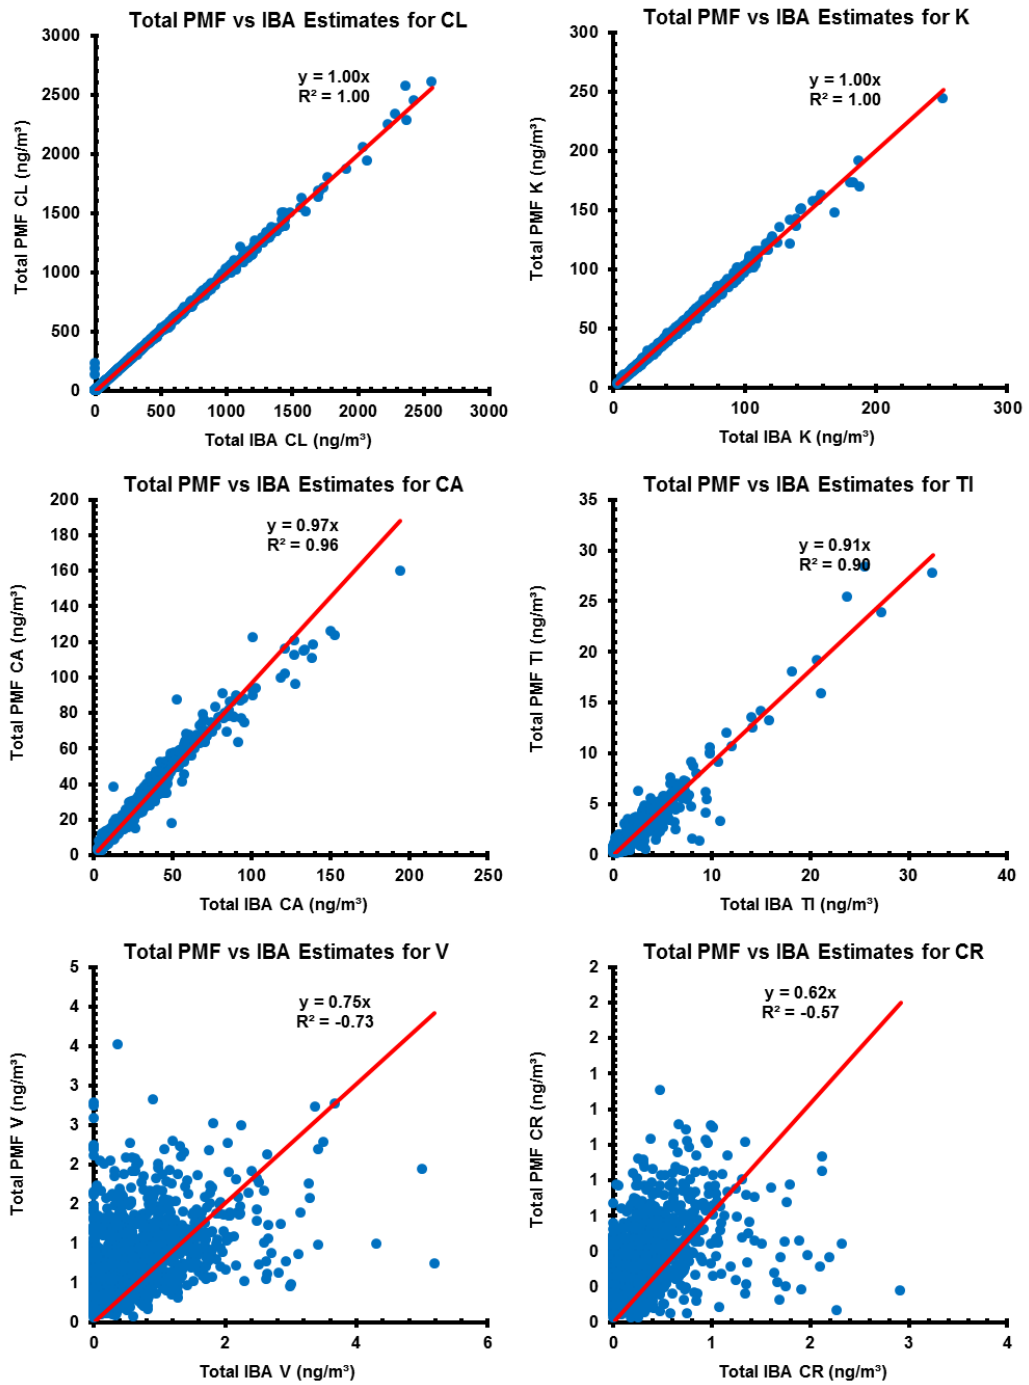 Total PMF vs IBA Estimates for CL
y = 1.00x
R² = 1.00
Total PMF CL (ng/m³)
3000
2500
2000
1500
1000
500
0
0 500 1000 1500 2000 2500 3000
Total IBA CL (ng/m³)
Total PMF vs IBA Estimates for K
y = 1.00x
R² = 1.00
Total PMF K (ng/m³)
300
250
200
150
100
50
0
0 100 200 300
Total IBA K (ng/m³)
Total PMF vs IBA Estimates for CA
y = 0.97x
R² = 0.96
Total PMF CA (ng/m³)
200
180
160
140
120
100
80
60
40
20
0
0 50 100 150 200 250
Total IBA CA (ng/m³)
Total PMF vs IBA Estimates for TI
y = 0.91x
R² = 0.90
Total PMF TI (ng/m³)
35
30
25
20
15
10
5
0
0 10 20 30 40
Total IBA TI (ng/m³)
Total PMF vs IBA Estimates for V
y = 0.75x
R² = -0.73
Total PMF V (ng/m³)
5
4
4
3
3
2
2
1
1
0
0 2 4 6
Total IBA V (ng/m³)
Total PMF vs IBA Estimates for CR
y = 0.62x
R² = -0.57
Total PMF CR (ng/m³)
2
2
2
1
1
1
1
1
0
0
0
0 1 2 3 4
Total IBA CR (ng/m³)